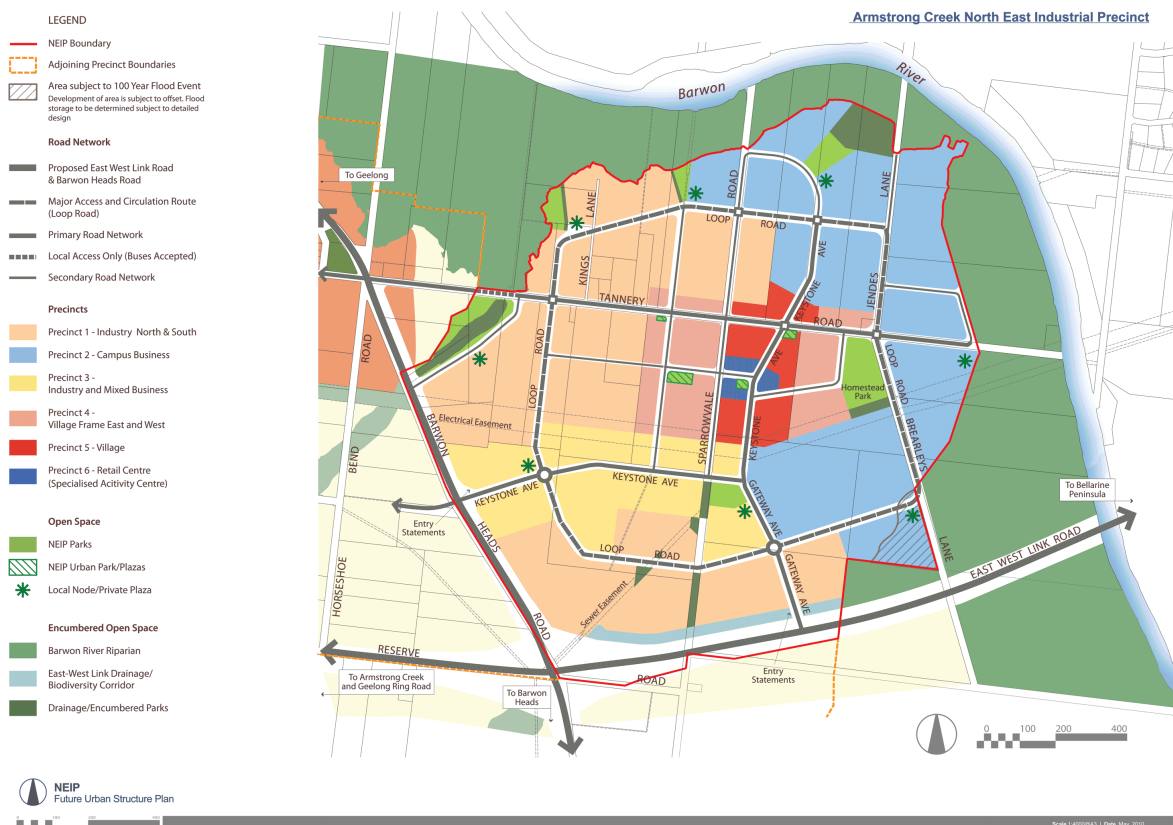 Armstrong Creek North East Industrial Precinct
LEGEND
NEIP Boundary
Adjoining Precinct Boundaries
Area subject to 100 Year Flood Event
Development of area is subject to offset. Flood
storage to be determined subject to detailed
design
Road Network
Proposed East West Link Road
& Barwon Heads Road
Major Access and Circulation Route
(Loop Road)
Primary Road Network
Local Access Only (Buses Accepted)
Secondary Road Network
Precincts
Precinct 1 - Industry North & South
Precinct 2 - Campus Business
Precinct 3 -
Industry and Mixed Business
Precinct 4 -
Village Frame East and West
Precinct 5 - Village
Precinct 6 - Retail Centre
(Specialised Acitivity Centre)
Open Space
NEIP Parks
NEIP Urban Park/Plazas
Local Node/Private Plaza
Encumbered Open Space
Barwon River Riparian
East-West Link Drainage/
Biodiversity Corridor
Drainage/Encumbered Parks
Barwon
River
To Geelong
LANE
KINGS
ROAD
LOOP
ROAD
LANE
AVE
KEYSTONE
JENDES
TANNERY
ROAD
ROAD
LOOP
ROAD
AVE
LOOP ROAD
Homestead
Park
BREARLEYS
Electrical Easement
BARWON
BEND
SPARROWVALE
KEYSTONE
KEYSTONE AVE
KEYSTONE AVE
GATEWAY AVE
To Bellarine
Peninsula
Entry
Statements
HEADS
LOOP
ROAD
LANE
EAST WEST LINK ROAD
GATEWAY AVE
HORSESHOE
Sewer Easement
ROAD
RESERVE
ROAD
Entry
Statements
To Armstrong Creek
and Geelong Ring Road
To Barwon
Heads
0 100 200 400
NEIP
Future Urban Structure Plan